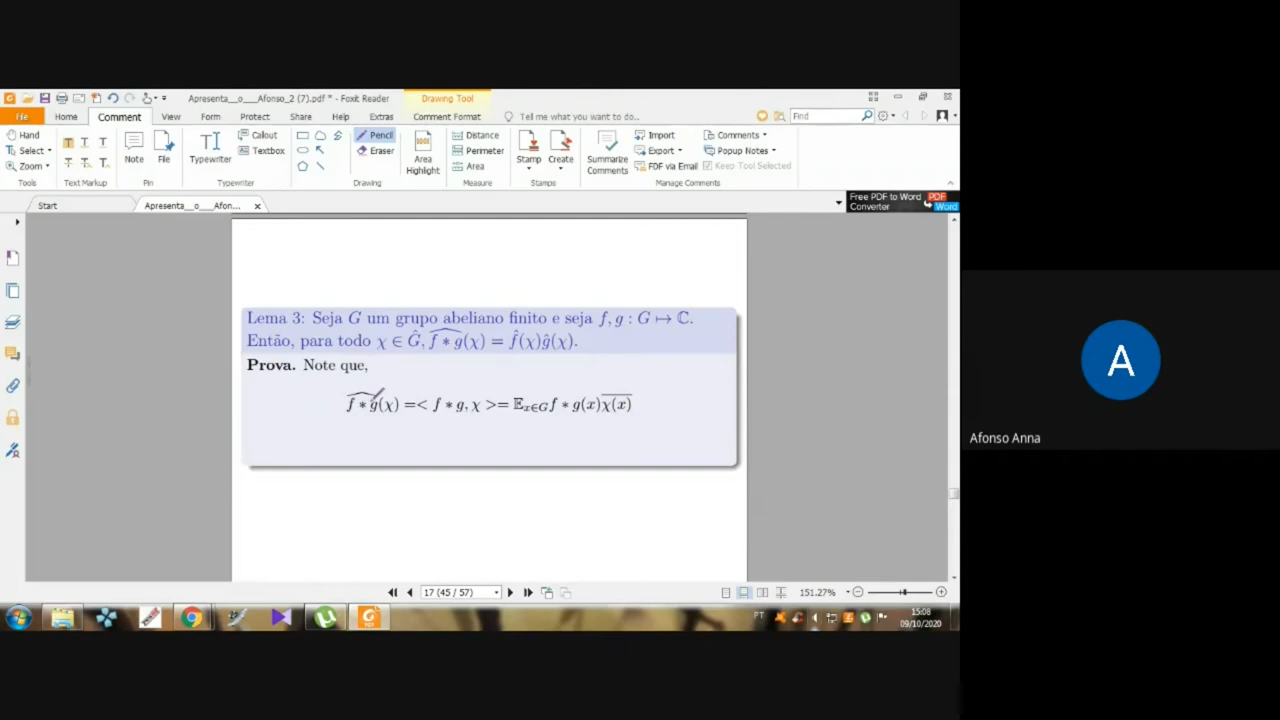 Apresenta__o___Afonso_2 (7).pdf * - Foxit Reader
Drawing Tool
File Home Comment View Form Protect Share Help Extras Comment Format Tell me what you want to do.. Find
Hand
Select
Zoom
Tools
Text Markup
Note
File
Pin
Typewriter
Callout
Textbox
Typewriter
Pencil
Eraser
Drawing
Area Highlight
Distance
Perimeter
Area
Measure
Stamp
Create
Stamps
Summarize Comments
Import
Export
FDF via Email
Comments
Popup Notes
Keep Tool Selected
Manage Comments
Start
Apresenta__o___Afon...
Free PDF to Word
Converter
PDF
Word
Lema 3: Seja G um grupo abeliano finito e seja f, g : G ↦ ℂ.
Então, para todo χ ∈ Ĝ, \widehat{f * g}(χ) = f̂(χ)ĝ(χ).
Prova. Note que,
\widehat{f * g}(χ) =< f * g, χ >= 𝔼_{x∈G} f * g(x)\overline{χ(x)}
A
Afonso Anna
17 (45 / 57)
151.27%
PT
15:08
09/10/2020